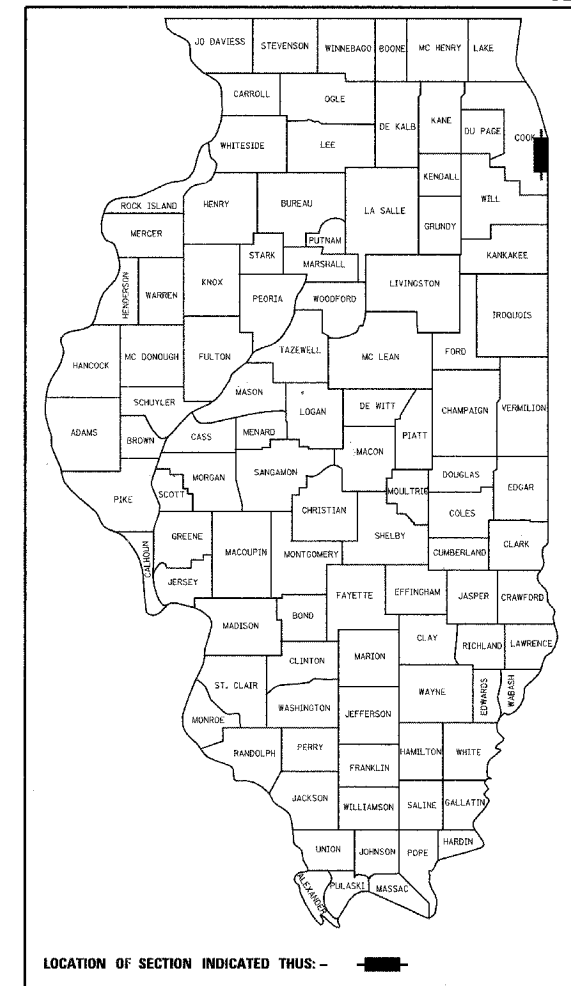 JO DAVIESS STEVENSON WINNEBAGO BOONE MC HENRY LAKE
CARROLL OGLE DE KALB KANE DU PAGE COOK
WHITESIDE LEE
KENDALL WILL
ROCK ISLAND HENRY BUREAU LA SALLE GRUNDY
MERCER PUTNAM
STARK MARSHALL KANKAKEE
HENDERSON WARREN KNOX PEORIA WOODFORD LIVINGSTON IROQUOIS
HANCOCK MC DONOUGH FULTON TAZEWELL MC LEAN FORD
SCHUYLER MASON LOGAN DE WITT CHAMPAIGN VERMILION
ADAMS BROWN CASS MENARD MACON PIATT
SANGAMON DOUGLAS EDGAR
PIKE SCOTT MORGAN CHRISTIAN MOULTRIE COLES
GREENE MACOUPIN MONTGOMERY SHELBY CUMBERLAND CLARK
CALHOUN JERSEY
FAYETTE EFFINGHAM JASPER CRAWFORD
MADISON BOND CLAY RICHLAND LAWRENCE
CLINTON MARION
ST. CLAIR WAYNE EDWARDS WABASH
MONROE WASHINGTON JEFFERSON
RANDOLPH PERRY HAMILTON WHITE
FRANKLIN
JACKSON WILLIAMSON SALINE GALLATIN
UNION JOHNSON POPE HARDIN
ALEXANDER PULASKI MASSAC
LOCATION OF SECTION INDICATED THUS: -